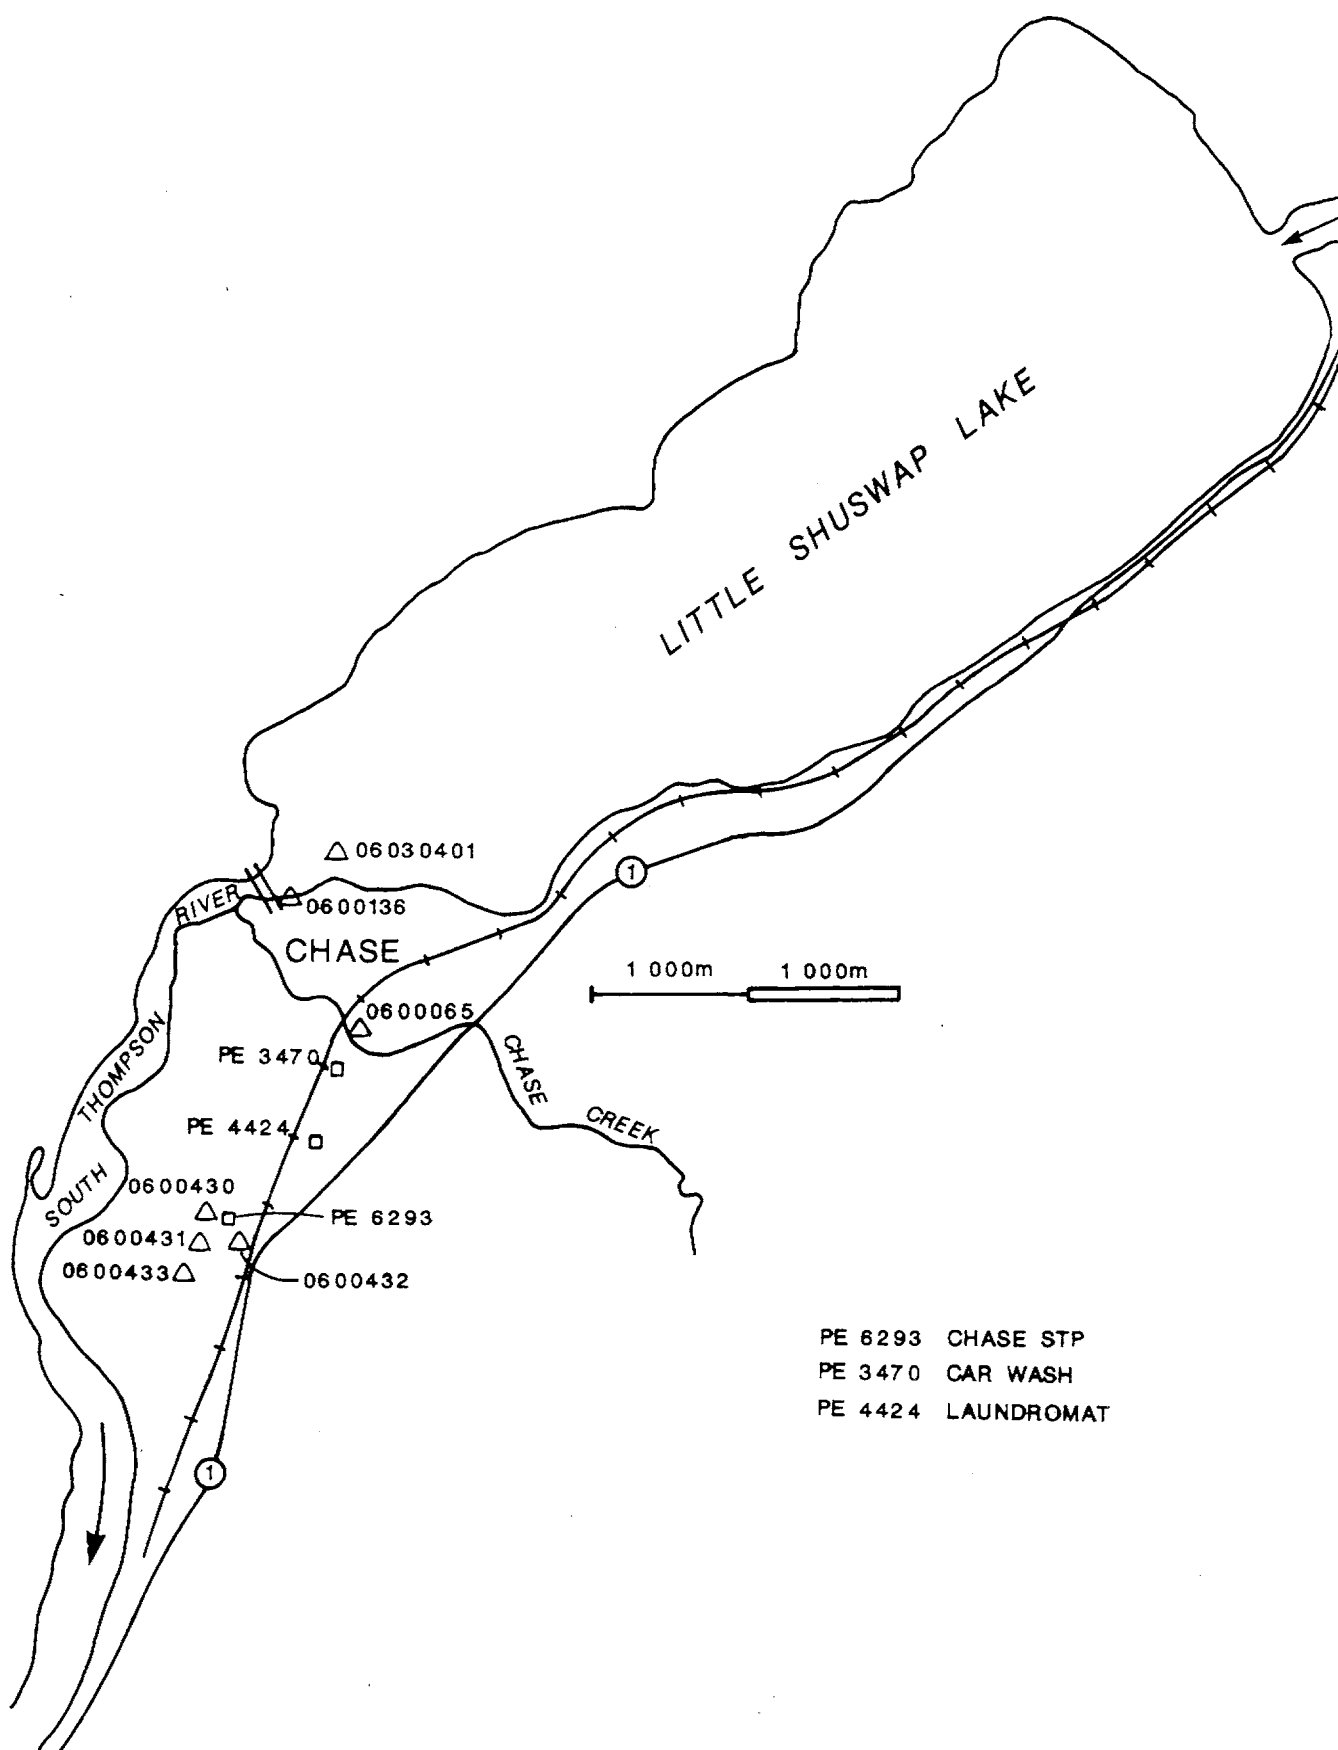 LITTLE SHUSWAP LAKE
06030401
1
RIVER
0600136
CHASE
1 000m 1 000m
0600065
THOMPSON
PE 3470
CHASE
CREEK
PE 4424
SOUTH
0600430
PE 6293
0600431
0600433
0600432
PE 6293 CHASE STP
PE 3470 CAR WASH
PE 4424 LAUNDROMAT
1